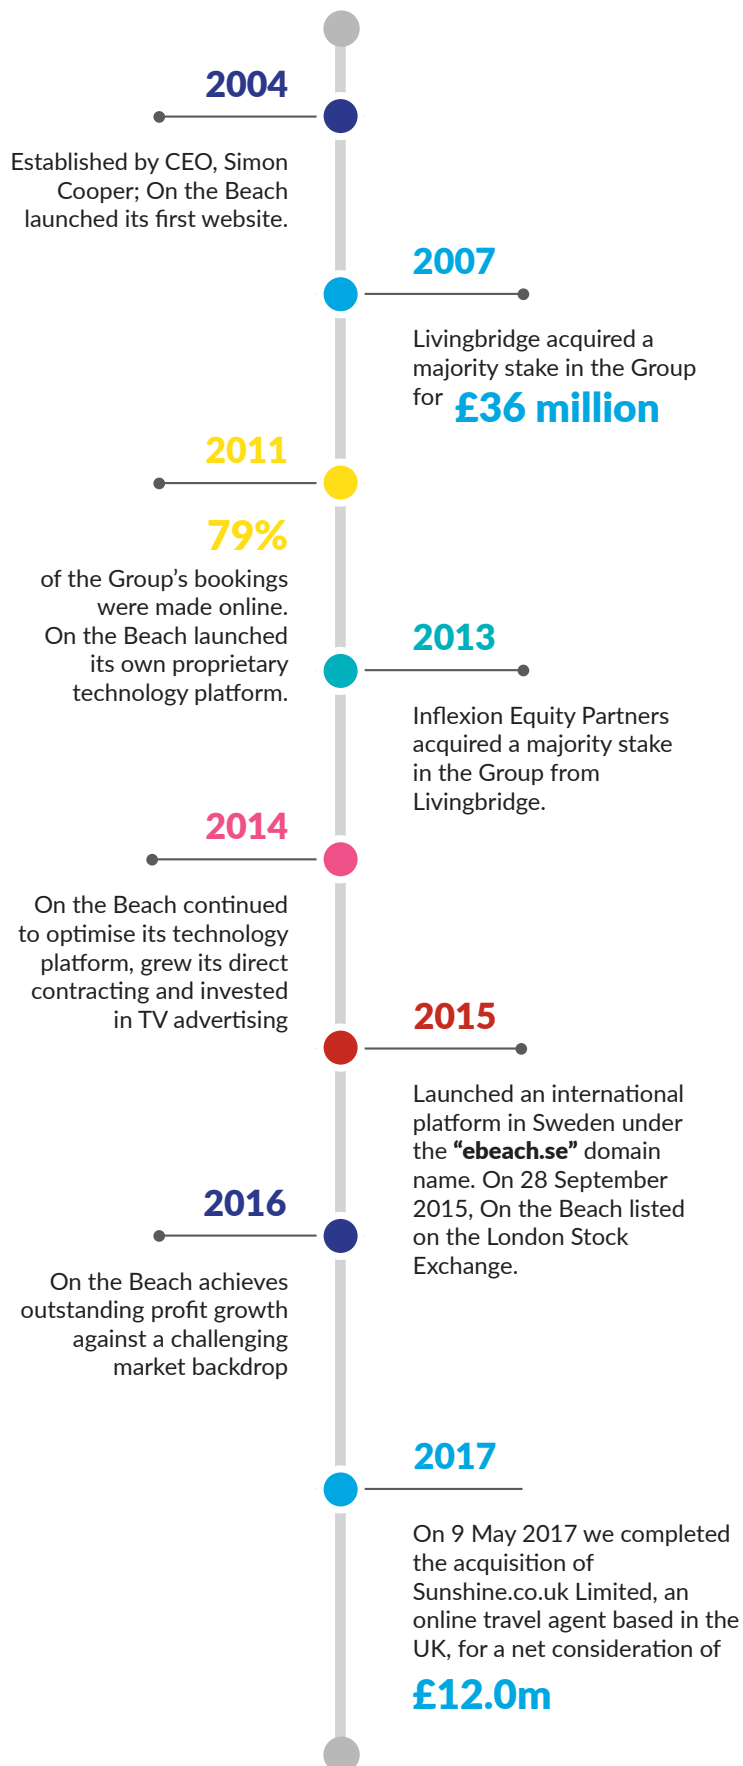 2004
Established by CEO, Simon
Cooper; On the Beach
launched its first website.
2007
Livingbridge acquired a
majority stake in the Group
for £36 million
2011
79%
of the Group’s bookings
were made online.
On the Beach launched
its own proprietary
technology platform.
2013
Inflexion Equity Partners
acquired a majority stake
in the Group from
Livingbridge.
2014
On the Beach continued
to optimise its technology
platform, grew its direct
contracting and invested
in TV advertising
2015
Launched an international
platform in Sweden under
the “ebeach.se” domain
name. On 28 September
2015, On the Beach listed
on the London Stock
Exchange.
2016
On the Beach achieves
outstanding profit growth
against a challenging
market backdrop
2017
On 9 May 2017 we completed
the acquisition of
Sunshine.co.uk Limited, an
online travel agent based in the
UK, for a net consideration of
£12.0m